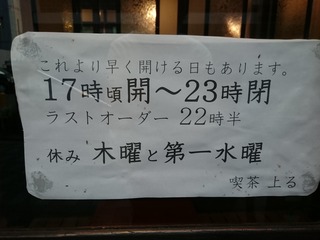 これより早く開ける日もあります。
17時頃開～23時閉
ラストオーダー 22時半
休み 木曜と第一水曜
喫茶 上る